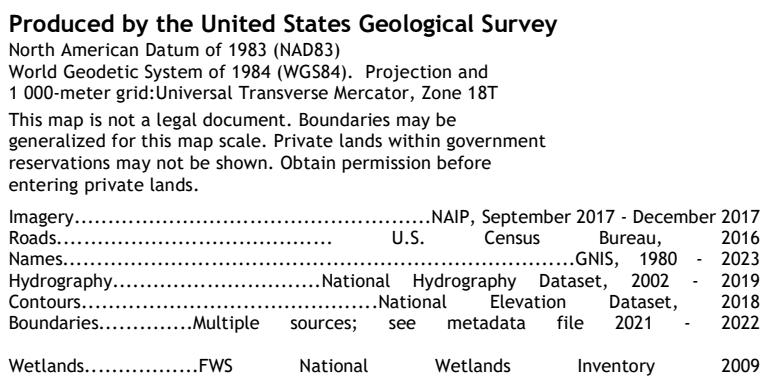 Produced by the United States Geological Survey
North American Datum of 1983 (NAD83)
World Geodetic System of 1984 (WGS84).  Projection and
1 000-meter grid:Universal Transverse Mercator, Zone 18T
This map is not a legal document. Boundaries may be
generalized for this map scale. Private lands within government
reservations may not be shown. Obtain permission before
entering private lands.
Imagery............................................NAIP, September 2017 - December 2017
Roads.................................. U.S. Census Bureau, 2016
Names...............................................................GNIS, 1980 - 2023
Hydrography..........................National Hydrography Dataset, 2002 - 2019
Contours.....................................National Elevation Dataset, 2018
Boundaries..............Multiple sources; see metadata file 2021 - 2022
Wetlands.................FWS National Wetlands Inventory 2009